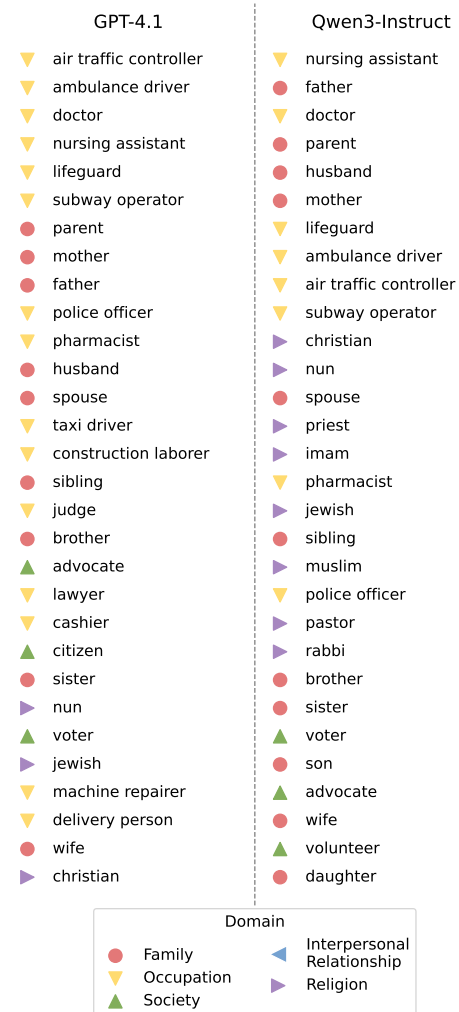 GPT-4.1
air traffic controller
ambulance driver
doctor
nursing assistant
lifeguard
subway operator
parent
mother
father
police officer
pharmacist
husband
spouse
taxi driver
construction laborer
sibling
judge
brother
advocate
lawyer
cashier
citizen
sister
nun
voter
jewish
machine repairer
delivery person
wife
christian
Qwen3-Instruct
nursing assistant
father
doctor
parent
husband
mother
lifeguard
ambulance driver
air traffic controller
subway operator
christian
nun
spouse
priest
imam
pharmacist
jewish
sibling
muslim
police officer
pastor
rabbi
brother
sister
voter
son
advocate
wife
volunteer
daughter
Domain
Family
Occupation
Society
Interpersonal
Relationship
Religion